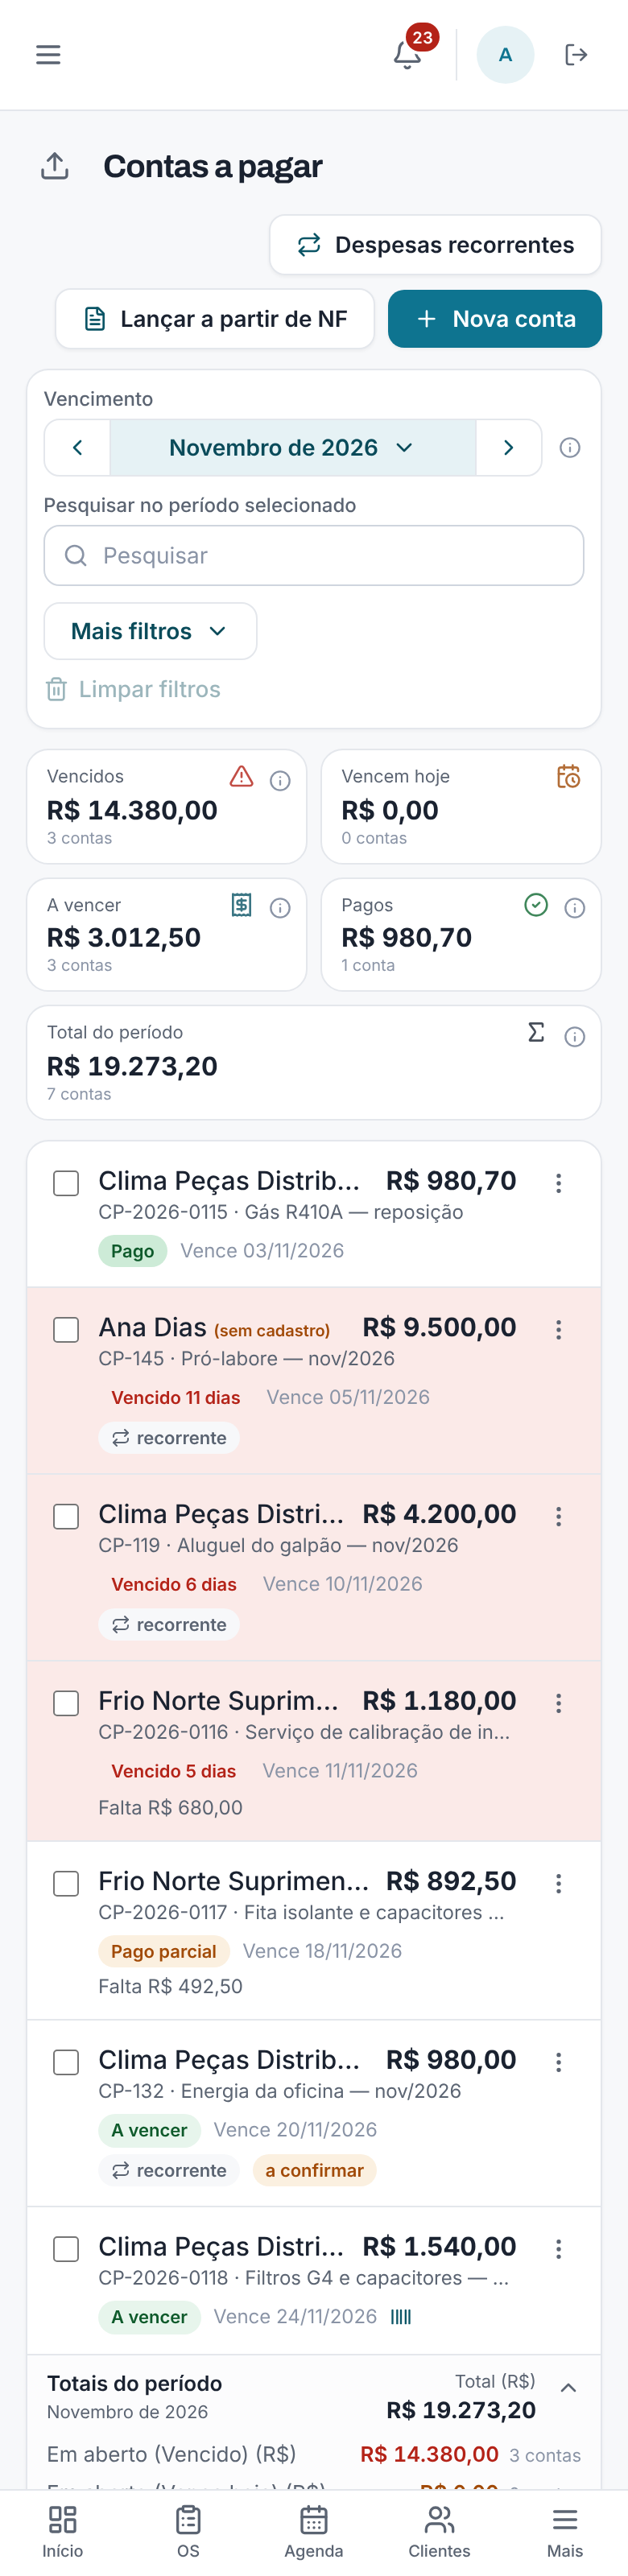 23
A
Contas a pagar
Despesas recorrentes
Lançar a partir de NF
Nova conta
Vencimento
Novembro de 2026
Pesquisar no período selecionado
Pesquisar
Mais filtros
Limpar filtros
Vencidos
R$ 14.380,00
3 contas
Vencem hoje
R$ 0,00
0 contas
A vencer
R$ 3.012,50
3 contas
Pagos
R$ 980,70
1 conta
Total do período
R$ 19.273,20
7 contas
Clima Peças Distrib... R$ 980,70
CP-2026-0115 · Gás R410A — reposição
Pago Vence 03/11/2026
Ana Dias (sem cadastro) R$ 9.500,00
CP-145 · Pró-labore — nov/2026
Vencido 11 dias Vence 05/11/2026
recorrente
Clima Peças Distri... R$ 4.200,00
CP-119 · Aluguel do galpão — nov/2026
Vencido 6 dias Vence 10/11/2026
recorrente
Frio Norte Suprim... R$ 1.180,00
CP-2026-0116 · Serviço de calibração de in...
Vencido 5 dias Vence 11/11/2026
Falta R$ 680,00
Frio Norte Suprimen... R$ 892,50
CP-2026-0117 · Fita isolante e capacitores ...
Pago parcial Vence 18/11/2026
Falta R$ 492,50
Clima Peças Distrib... R$ 980,00
CP-132 · Energia da oficina — nov/2026
A vencer Vence 20/11/2026
recorrente a confirmar
Clima Peças Distri... R$ 1.540,00
CP-2026-0118 · Filtros G4 e capacitores — ...
A vencer Vence 24/11/2026
Totais do período Total (R$)
Novembro de 2026 R$ 19.273,20
Em aberto (Vencido) (R$) R$ 14.380,00 3 contas
Início
OS
Agenda
Clientes
Mais